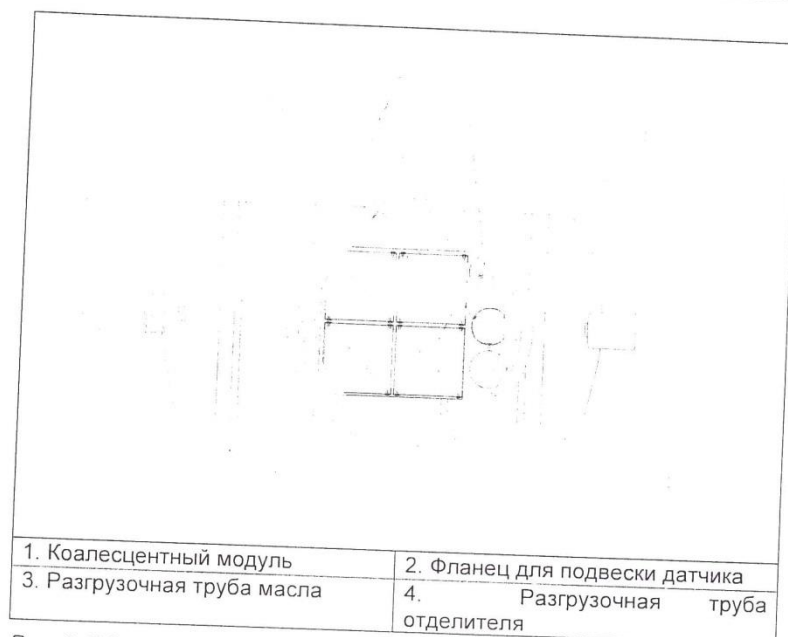 1. Коалесцентный модуль
2. Фланец для подвески датчика
3. Разгрузочная труба масла
4. Разгрузочная труба
отделителя